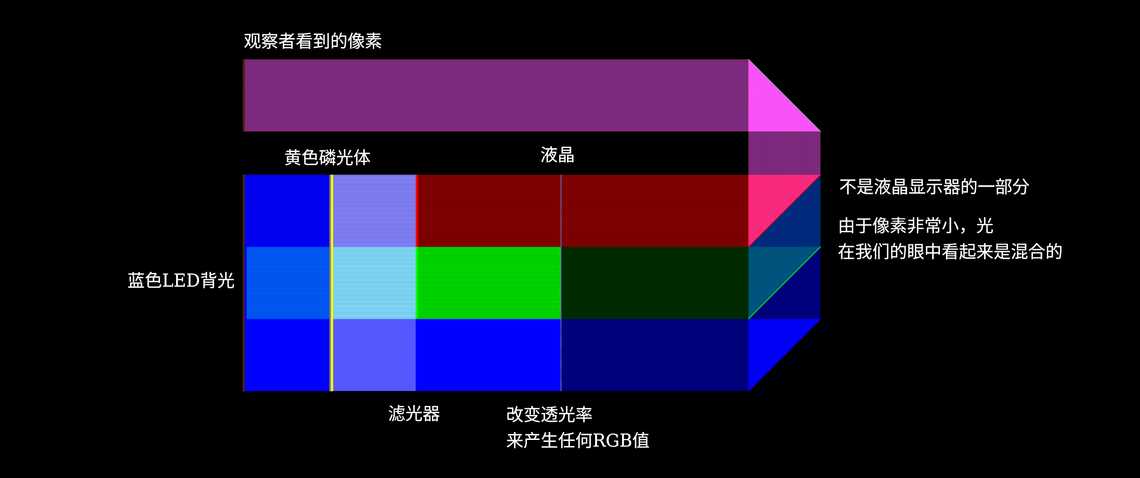 观察者看到的像素
黄色磷光体
液晶
不是液晶显示器的一部分
由于像素非常小，光
在我们的眼中看起来是混合的
蓝色LED背光
滤光器
改变透光率
来产生任何RGB值